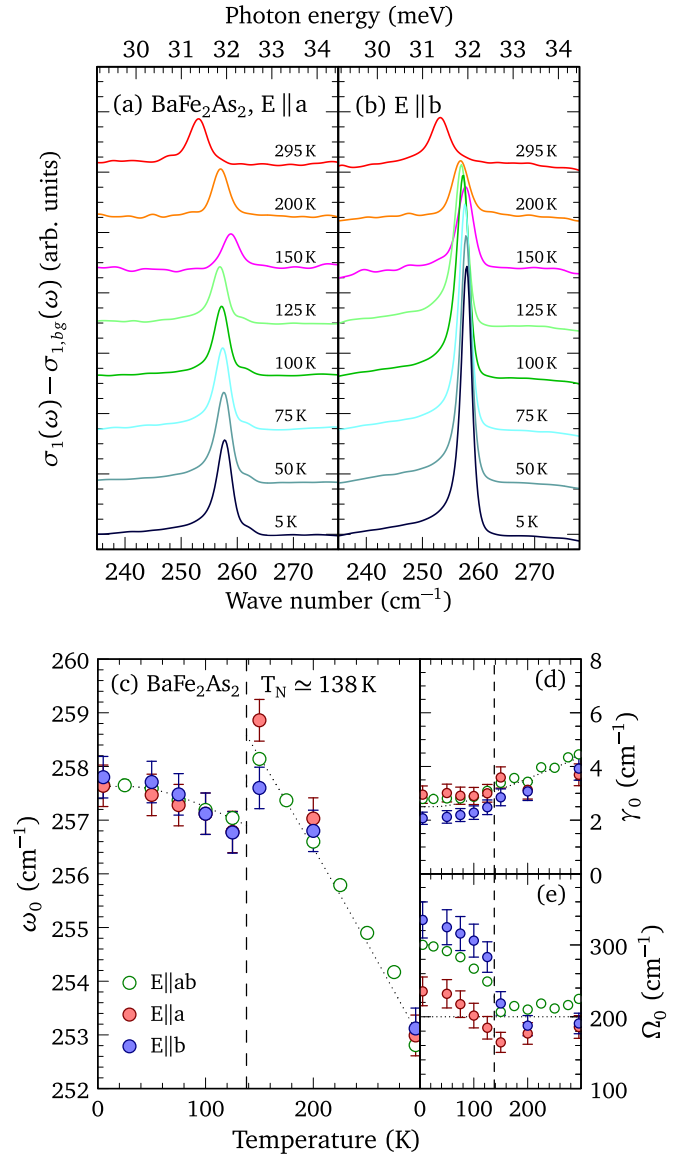 Photon energy (meV)
30 31 32 33 34 30 31 32 33 34
(a) BaFe₂As₂, E∥a (b) E∥b
295 K 295 K
200 K 200 K
150 K 150 K
125 K 125 K
100 K 100 K
75 K 75 K
50 K 50 K
5 K 5 K
σ₁(ω) − σ₁,bg(ω) (arb. units)
240 250 260 270 240 250 260 270
Wave number (cm⁻¹)
(c) BaFe₂As₂ T_N ≃ 138 K (d)
260 8
259 6
258 4
257 2
256 0
255 (e)
254 300
253 200
252 100
ω₀ (cm⁻¹)
γ₀ (cm⁻¹)
Ω₀ (cm⁻¹)
E∥ab
E∥a
E∥b
0 100 200 0 100 200
Temperature (K)